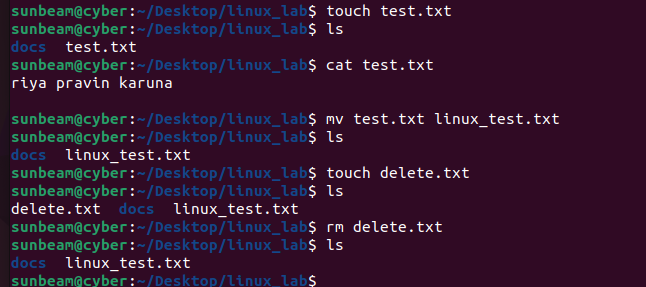 sunbeam@cyber:~/Desktop/linux_lab$ touch test.txt
sunbeam@cyber:~/Desktop/linux_lab$ ls
docs  test.txt
sunbeam@cyber:~/Desktop/linux_lab$ cat test.txt
riya pravin karuna

sunbeam@cyber:~/Desktop/linux_lab$ mv test.txt linux_test.txt
sunbeam@cyber:~/Desktop/linux_lab$ ls
docs  linux_test.txt
sunbeam@cyber:~/Desktop/linux_lab$ touch delete.txt
sunbeam@cyber:~/Desktop/linux_lab$ ls
delete.txt  docs  linux_test.txt
sunbeam@cyber:~/Desktop/linux_lab$ rm delete.txt
sunbeam@cyber:~/Desktop/linux_lab$ ls
docs  linux_test.txt
sunbeam@cyber:~/Desktop/linux_lab$